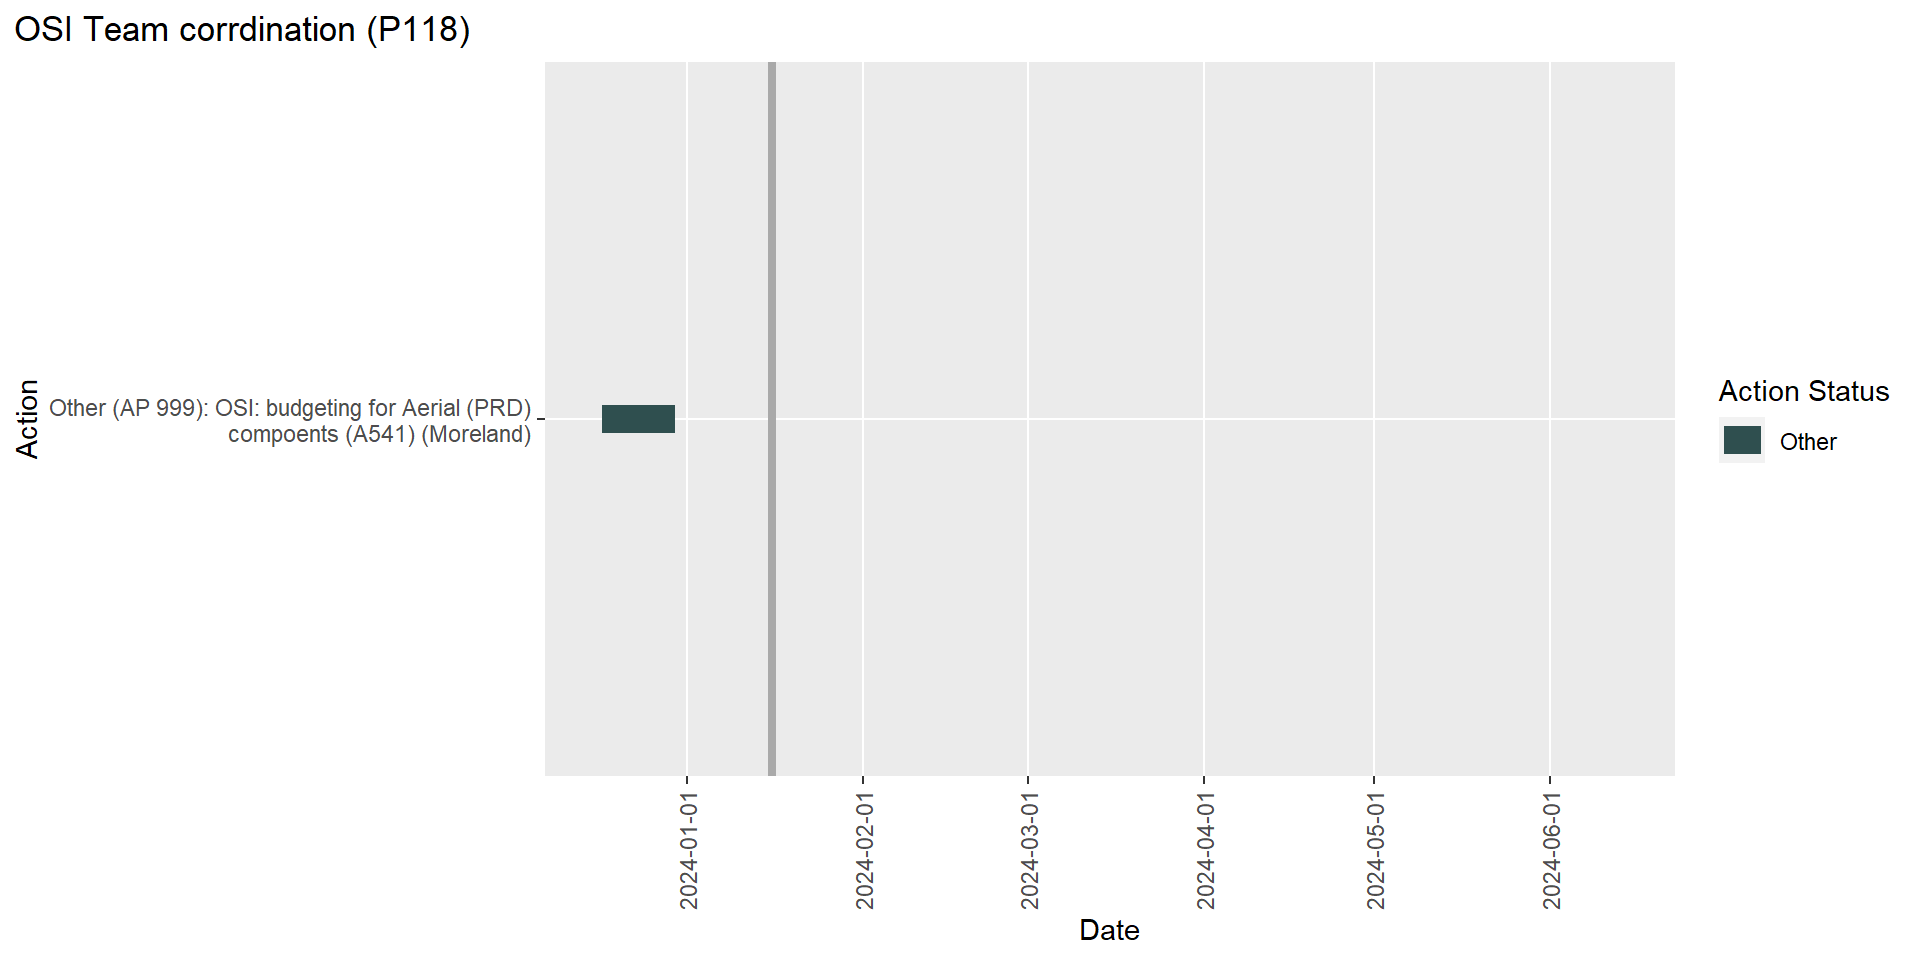 OSI Team corrdination (P118)
Action
Other (AP 999): OSI: budgeting for Aerial (PRD)
compoents (A541) (Moreland)
Action Status
Other
2024-01-01
2024-02-01
2024-03-01
2024-04-01
2024-05-01
2024-06-01
Date